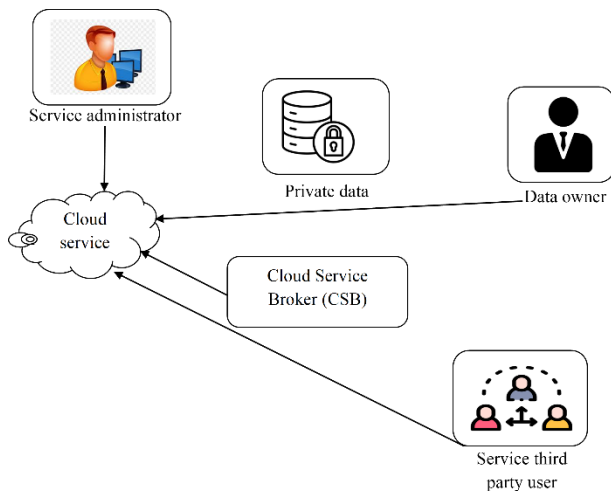 Service administrator
Private data
Data owner
Cloud
service
Cloud Service
Broker (CSB)
Service third
party user